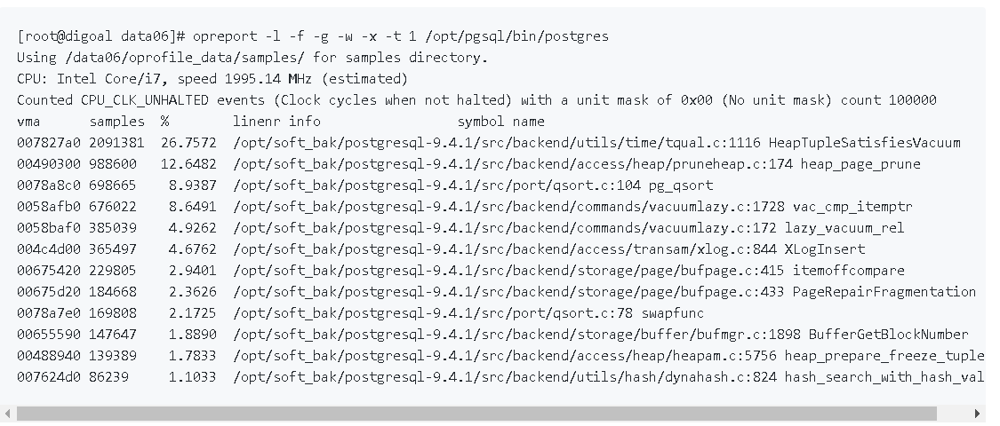 [root@digoal data06]# opreport -l -f -g -w -x -t 1 /opt/pgsql/bin/postgres
Using /data06/oprofile_data/samples/ for samples directory.
CPU: Intel Core/i7, speed 1995.14 MHz (estimated)
Counted CPU_CLK_UNHALTED events (Clock cycles when not halted) with a unit mask of 0x00 (No unit mask) count 100000
vma      samples  %        linenr info                 symbol name
007827a0 2091381  26.7572  /opt/soft_bak/postgresql-9.4.1/src/backend/utils/time/tqual.c:1116 HeapTupleSatisfiesVacuum
00490300 988600   12.6482  /opt/soft_bak/postgresql-9.4.1/src/backend/access/heap/pruneheap.c:174 heap_page_prune
0078a8c0 698665    8.9387  /opt/soft_bak/postgresql-9.4.1/src/port/qsort.c:104 pg_qsort
0058afb0 676022    8.6491  /opt/soft_bak/postgresql-9.4.1/src/backend/commands/vacuumlazy.c:1728 vac_cmp_itemptr
0058baf0 385039    4.9262  /opt/soft_bak/postgresql-9.4.1/src/backend/commands/vacuumlazy.c:172 lazy_vacuum_rel
004c4d00 365497    4.6762  /opt/soft_bak/postgresql-9.4.1/src/backend/access/transam/xlog.c:844 XLogInsert
00675420 229805    2.9401  /opt/soft_bak/postgresql-9.4.1/src/backend/storage/page/bufpage.c:415 itemoffcompare
00675d20 184668    2.3626  /opt/soft_bak/postgresql-9.4.1/src/backend/storage/page/bufpage.c:433 PageRepairFragmentation
0078a7e0 169808    2.1725  /opt/soft_bak/postgresql-9.4.1/src/port/qsort.c:78 swapfunc
00655590 147647    1.8890  /opt/soft_bak/postgresql-9.4.1/src/backend/storage/buffer/bufmgr.c:1898 BufferGetBlockNumber
00488940 139389    1.7833  /opt/soft_bak/postgresql-9.4.1/src/backend/access/heap/heapam.c:5756 heap_prepare_freeze_tuple
007624d0 86239     1.1033  /opt/soft_bak/postgresql-9.4.1/src/backend/utils/hash/dynahash.c:824 hash_search_with_hash_val